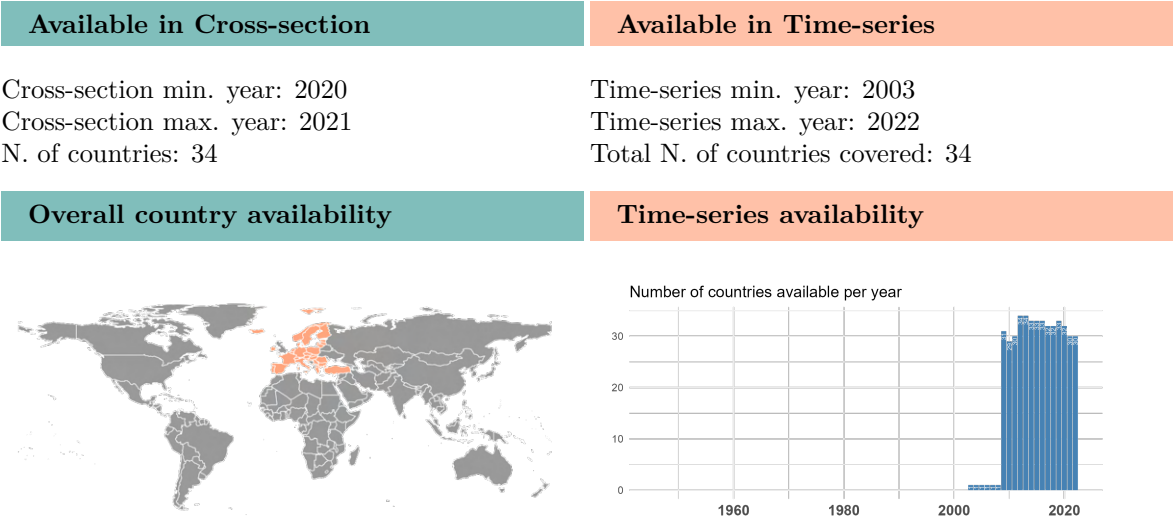 Available in Cross-section
Available in Time-series
Cross-section min. year: 2020
Cross-section max. year: 2021
N. of countries: 34
Time-series min. year: 2003
Time-series max. year: 2022
Total N. of countries covered: 34
Overall country availability
Time-series availability
Number of countries available per year
30
20
10
0
1960
1980
2000
2020